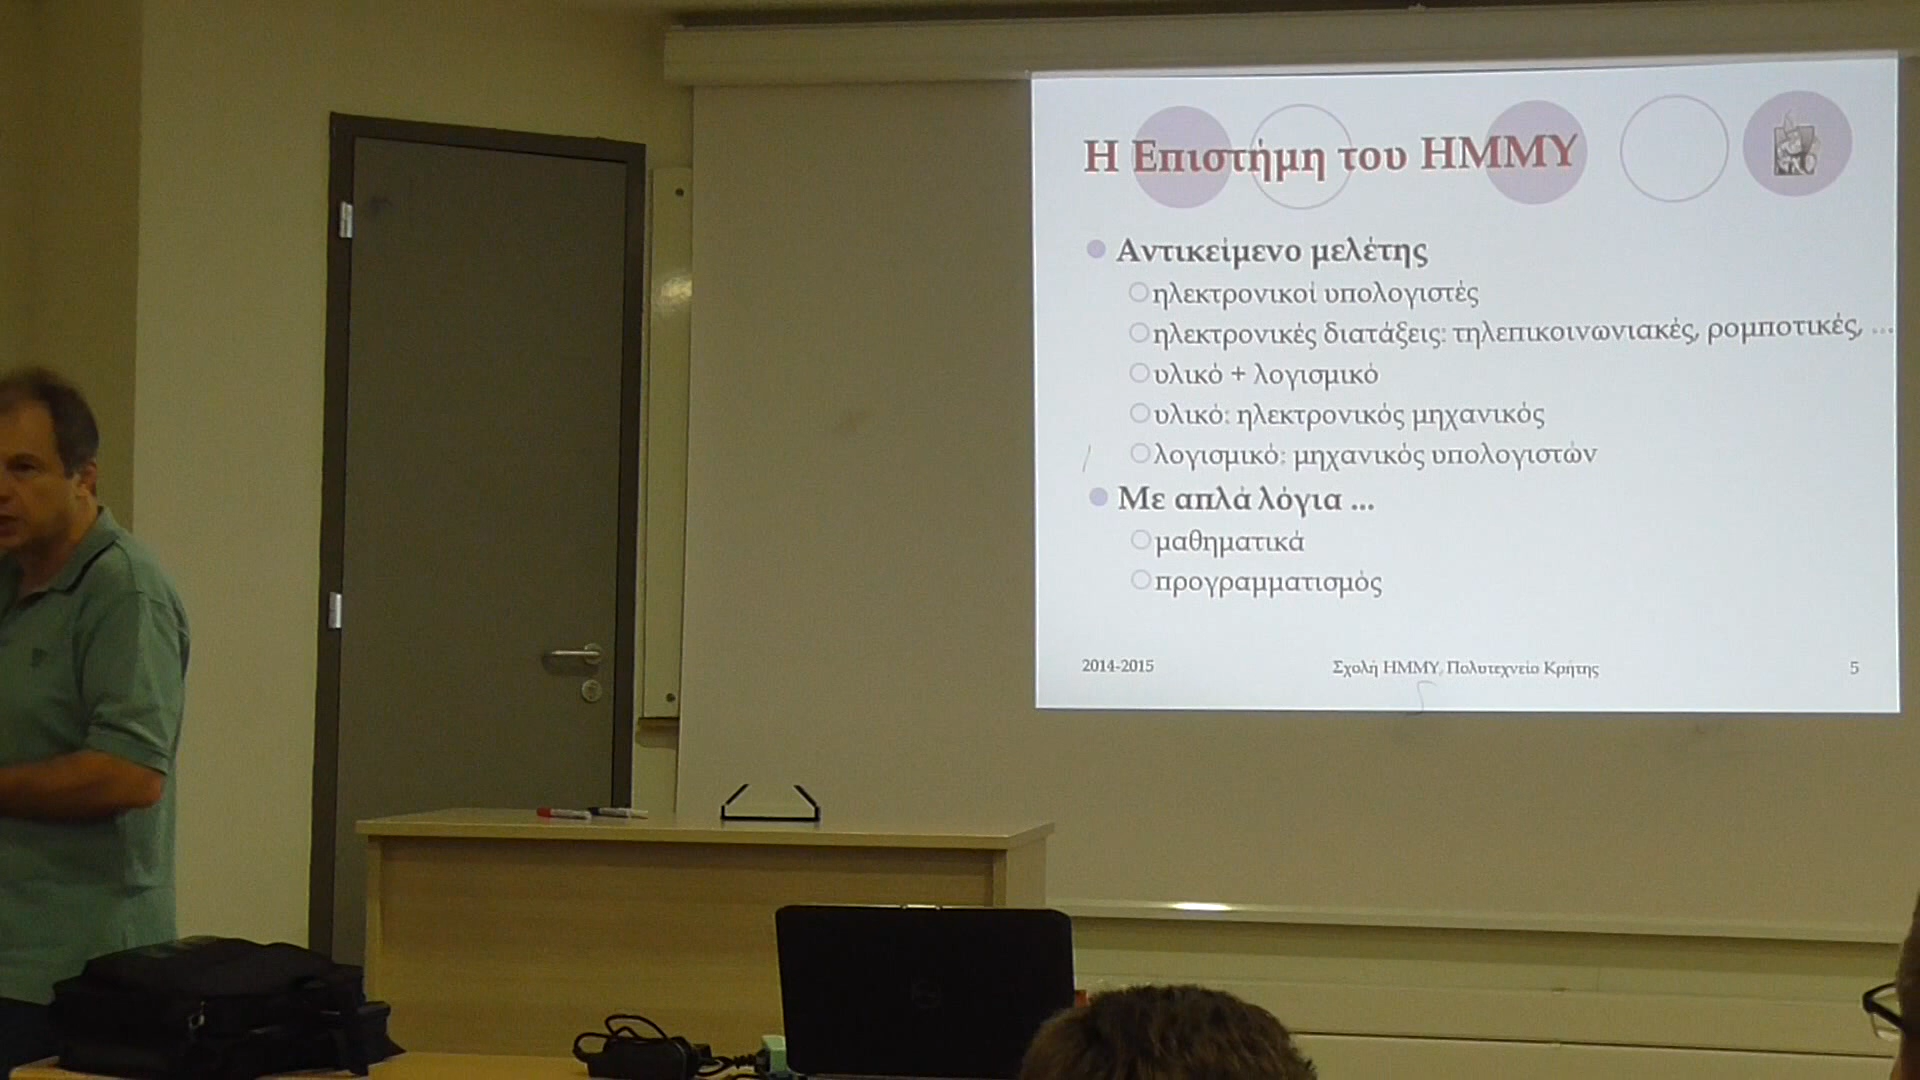 Η Επιστήμη του ΗΜΜΥ
Αντικείμενο μελέτης
ηλεκτρονικοί υπολογιστές
ηλεκτρονικές διατάξεις: τηλεπικοινωνιακές, ρομποτικές, ...
υλικό + λογισμικό
υλικό: ηλεκτρονικός μηχανικός
λογισμικό: μηχανικός υπολογιστών
Με απλά λόγια ...
μαθηματικά
προγραμματισμός
2014-2015 Σχολή ΗΜΜΥ, Πολυτεχνείο Κρήτης 5